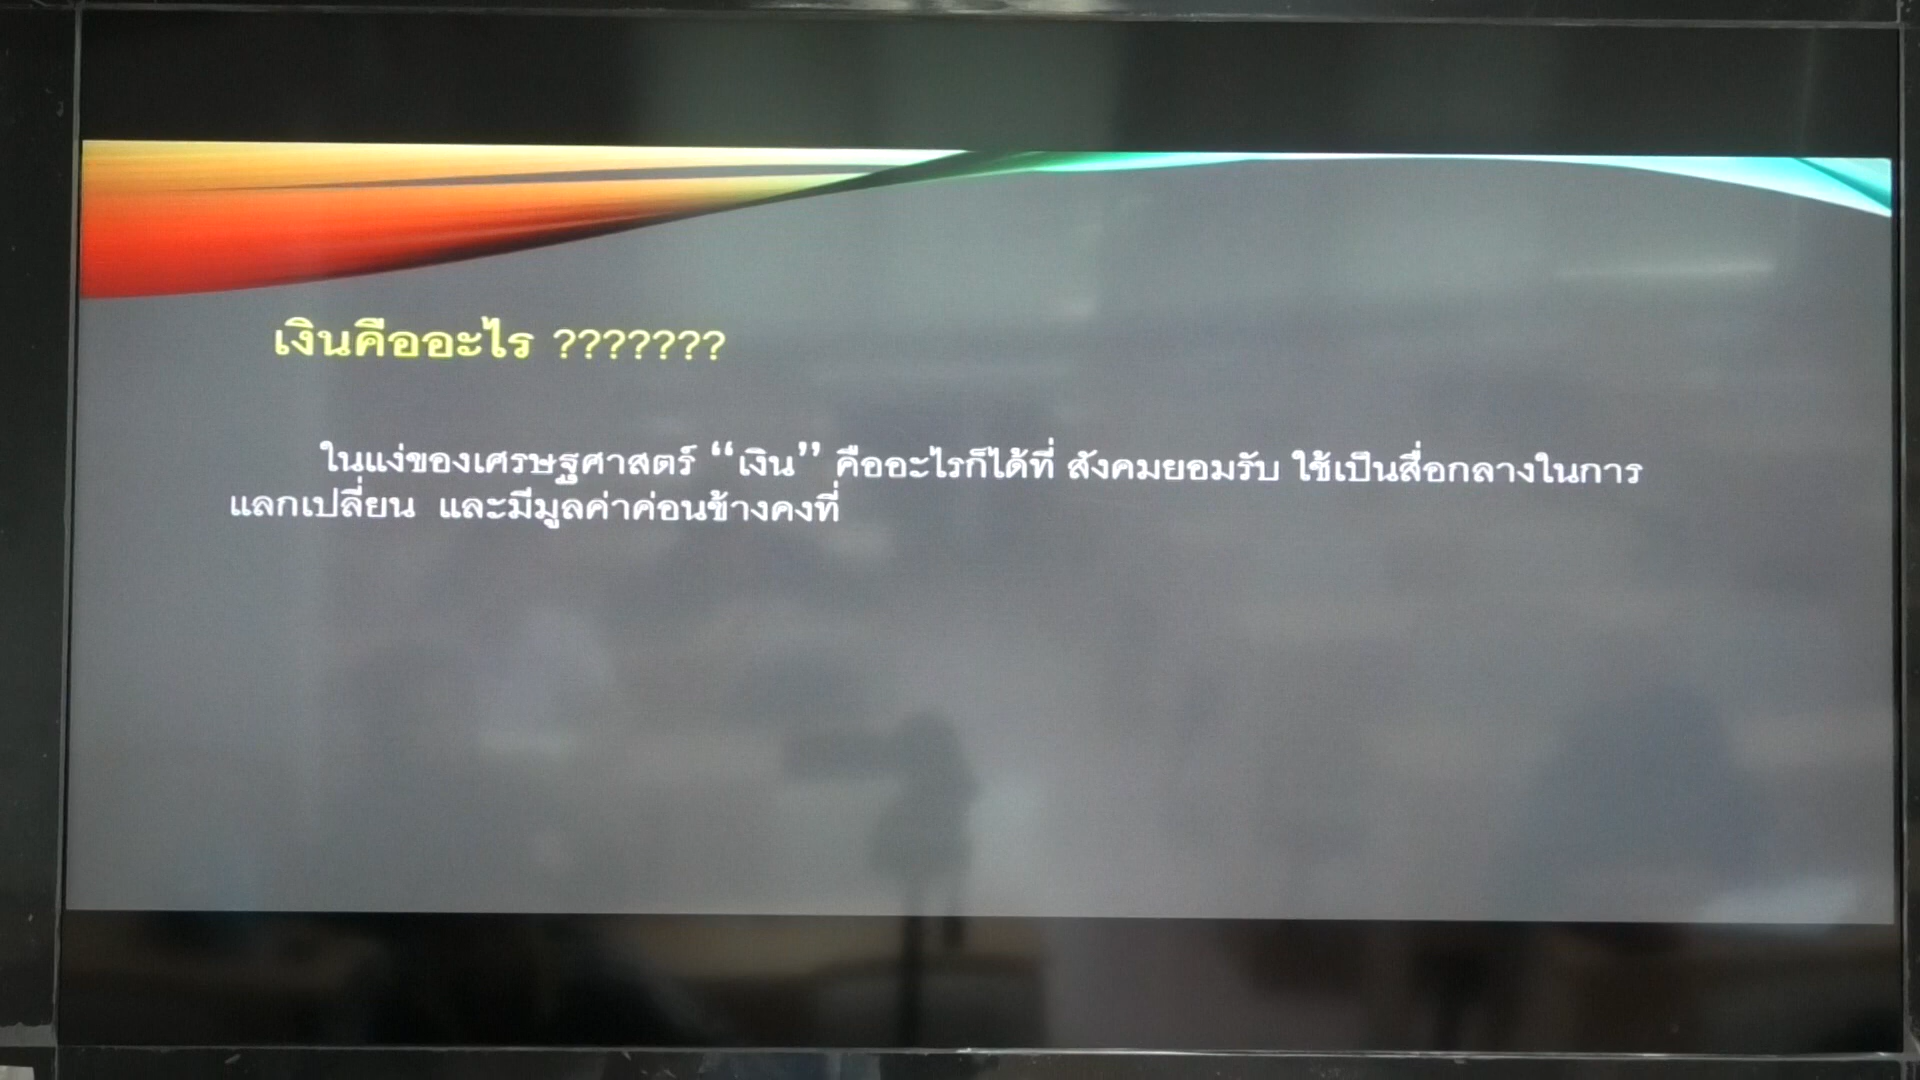 เงินคืออะไร ???????
ในแง่ของเศรษฐศาสตร์ “เงิน” คืออะไรก็ได้ที่ สังคมยอมรับ ใช้เป็นสื่อกลางในการ
แลกเปลี่ยน และมีมูลค่าค่อนข้างคงที่